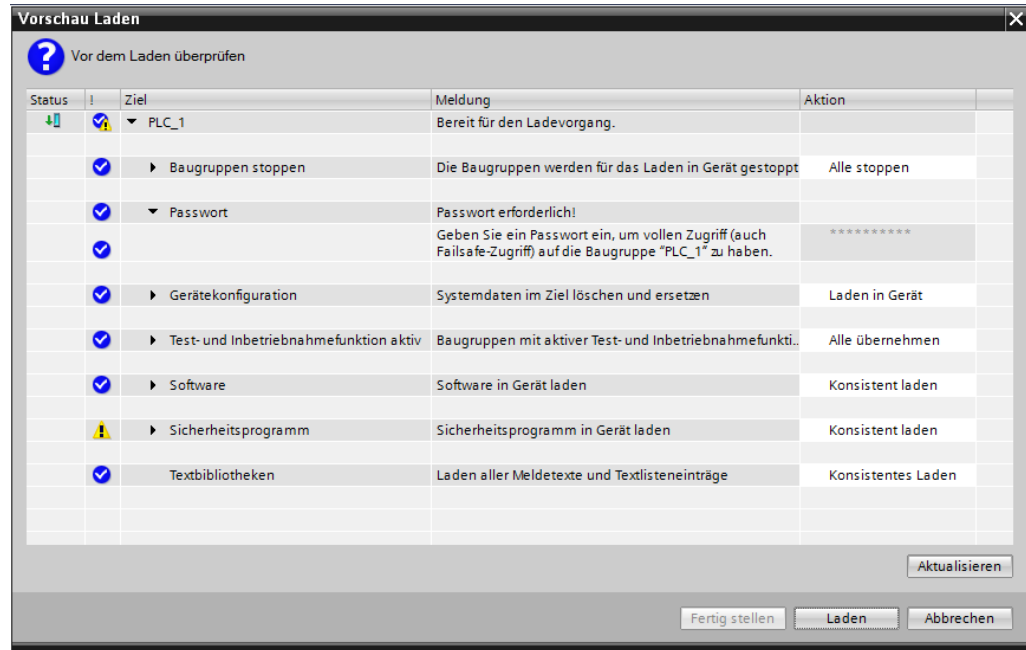 Vorschau Laden
Vor dem Laden überprüfen
Status ! Ziel Meldung Aktion
PLC_1 Bereit für den Ladevorgang.
Baugruppen stoppen Die Baugruppen werden für das Laden in Gerät gestoppt Alle stoppen
Passwort Passwort erforderlich!
Geben Sie ein Passwort ein, um vollen Zugriff (auch **********
Failsafe-Zugriff) auf die Baugruppe "PLC_1" zu haben.
Gerätekonfiguration Systemdaten im Ziel löschen und ersetzen Laden in Gerät
Test- und Inbetriebnahmefunktion aktiv Baugruppen mit aktiver Test- und Inbetriebnahmefunkti... Alle übernehmen
Software Software in Gerät laden Konsistent laden
Sicherheitsprogramm Sicherheitsprogramm in Gerät laden Konsistent laden
Textbibliotheken Laden aller Meldetexte und Textlisteneinträge Konsistentes Laden
Aktualisieren
Fertig stellen Laden Abbrechen